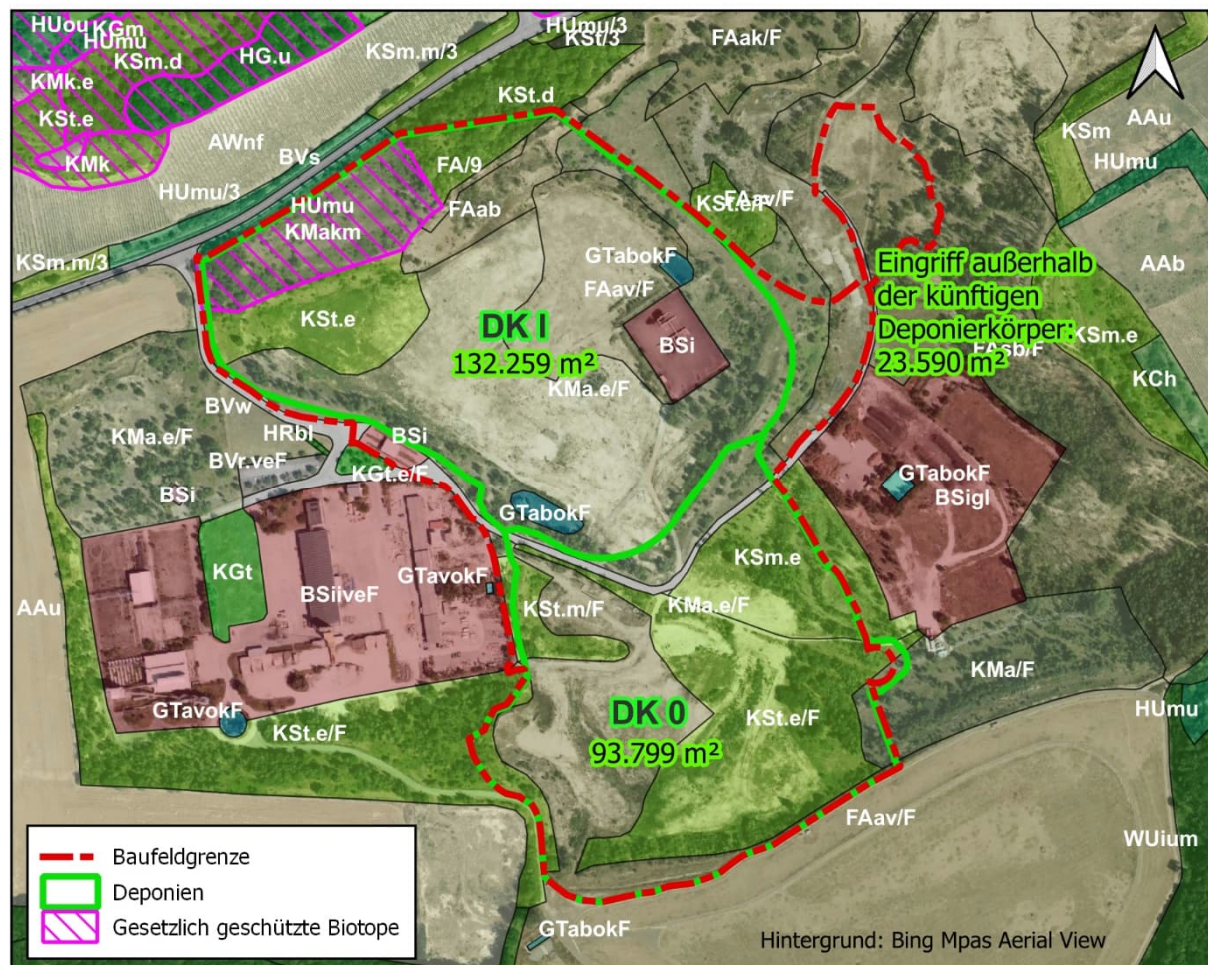 HUou
KGm
HUmu
KSm.d
HG.u
KMk.e
KSt.e
KMk
KSm.m/3
HUmu/3
KSt/3
FAak/F
KSt.d
AWnf
BVs
HUmu/3
KSm.m/3
FA/9
FAab
HUmu
KMakm
KSt.e
KSt.e/F
FAav/F
KSm
AAu
HUmu
AAb
KSm.e
KCh
GTabokF
FAav/F
BSi
DK I
132.259 m²
KMa.e/F
Eingriff außerhalb
der künftigen
Deponierkörper:
23.590 m²
FAsb/F
BVw
HRbl
BSi
KMa.e/F
BVr.veF
BSi
KGt.e/F
GTabokF
GTabokF
BSigl
KGt
BSiiveF
GTavokF
AAu
KSm.e
KSt.m/F
KMa.e/F
KMa/F
GTavokF
KSt.e/F
DK 0
93.799 m²
KSt.e/F
HUmu
FAav/F
WUium
GTabokF
Baufeldgrenze
Deponien
Gesetzlich geschützte Biotope
Hintergrund: Bing Mpas Aerial View